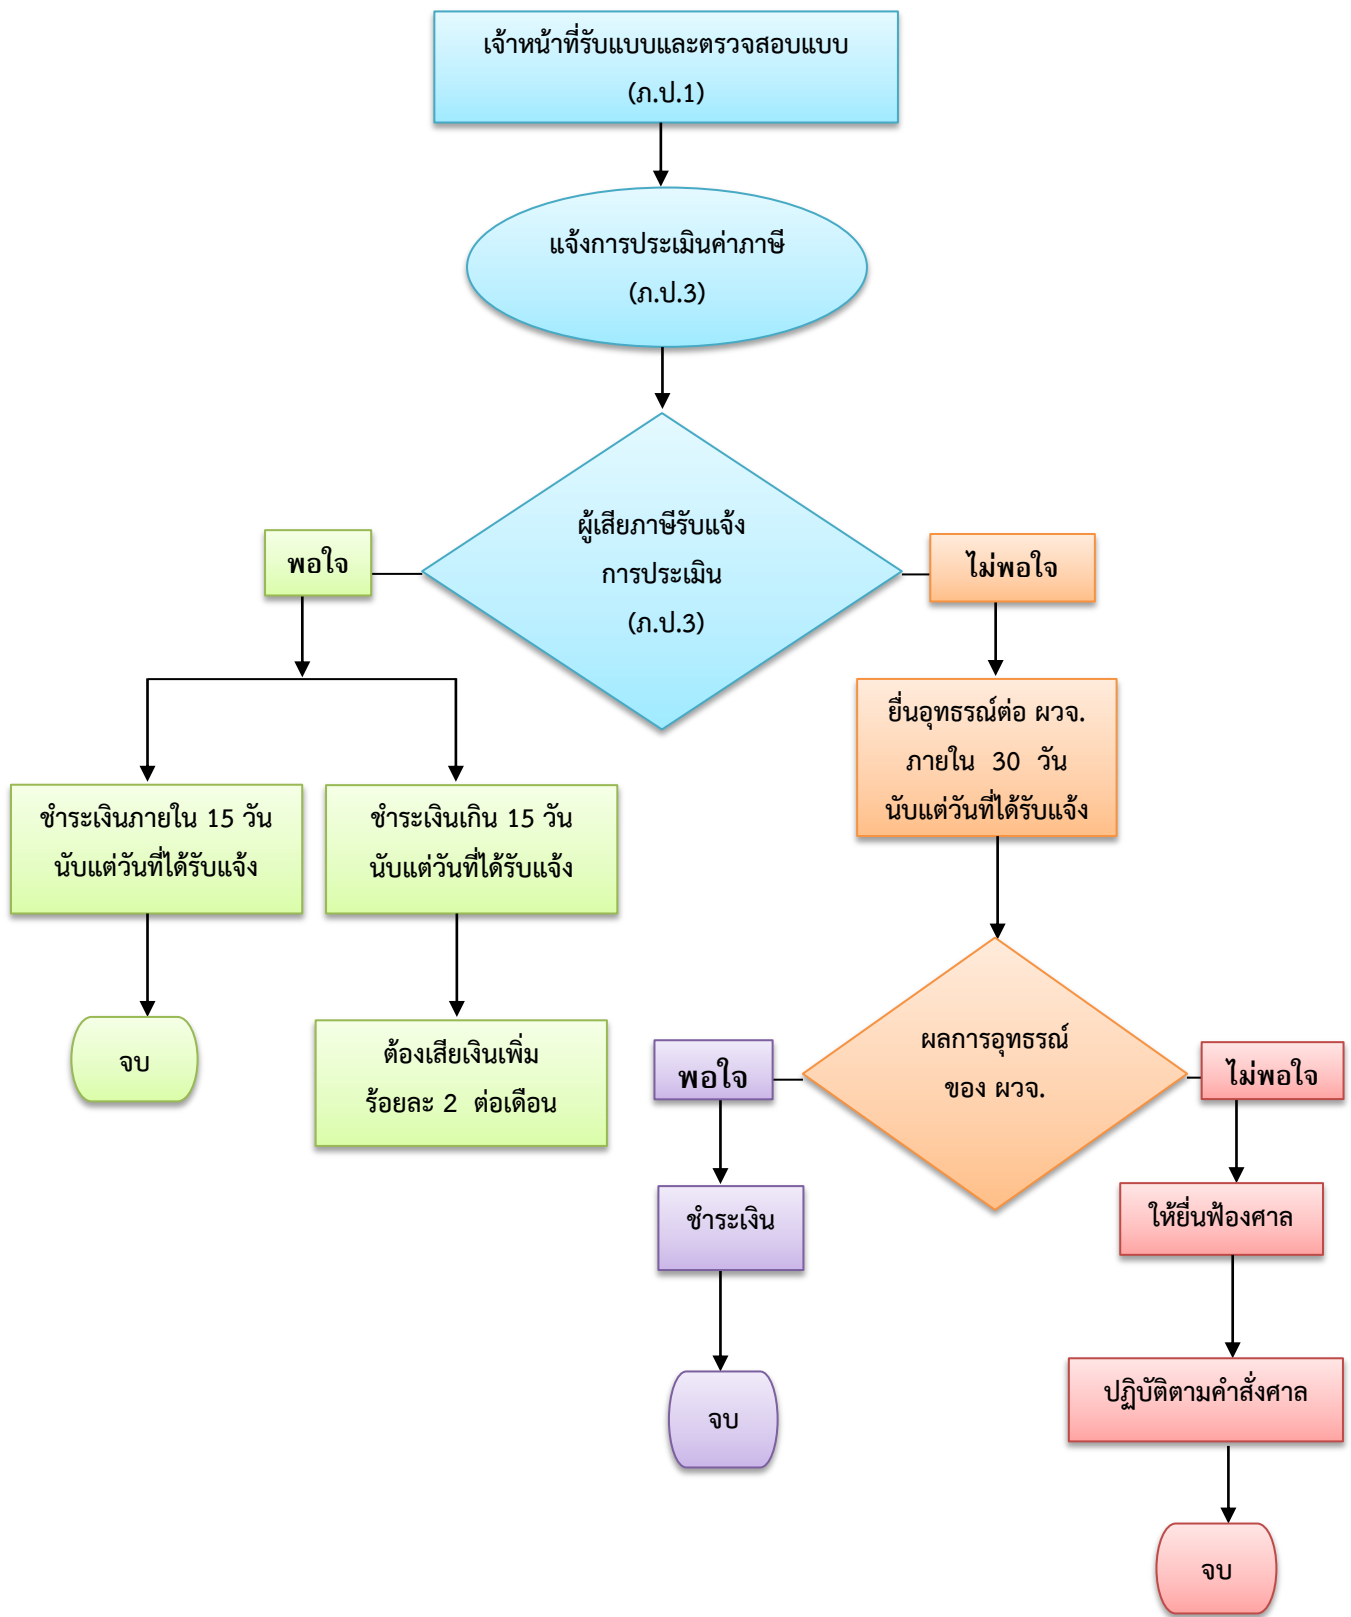 เจ้าหน้าที่รับแบบและตรวจสอบแบบ
(ภ.ป.1)
แจ้งการประเมินค่าภาษี
(ภ.ป.3)
ผู้เสียภาษีรับแจ้ง
การประเมิน
(ภ.ป.3)
พอใจ
ไม่พอใจ
ชำระเงินภายใน 15 วัน
นับแต่วันที่ได้รับแจ้ง
ชำระเงินเกิน 15 วัน
นับแต่วันที่ได้รับแจ้ง
ยื่นอุทธรณ์ต่อ ผวจ.
ภายใน 30 วัน
นับแต่วันที่ได้รับแจ้ง
จบ
ต้องเสียเงินเพิ่ม
ร้อยละ 2 ต่อเดือน
ผลการอุทธรณ์
ของ ผวจ.
พอใจ
ไม่พอใจ
ชำระเงิน
ให้ยื่นฟ้องศาล
จบ
ปฏิบัติตามคำสั่งศาล
จบ